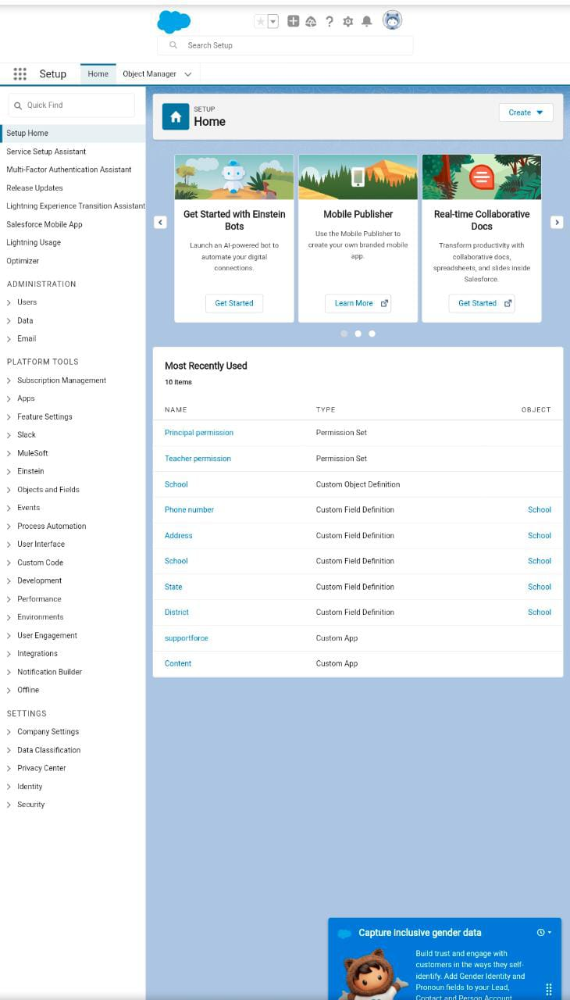 Search Setup
Setup
Home
Object Manager
Quick Find
Setup Home
Service Setup Assistant
Multi-Factor Authentication Assistant
Release Updates
Lightning Experience Transition Assistant
Salesforce Mobile App
Lightning Usage
Optimizer
ADMINISTRATION
Users
Data
Email
PLATFORM TOOLS
Subscription Management
Apps
Feature Settings
Slack
MuleSoft
Einstein
Objects and Fields
Events
Process Automation
User Interface
Custom Code
Development
Performance
Environments
User Engagement
Integrations
Notification Builder
Offline
SETTINGS
Company Settings
Data Classification
Privacy Center
Identity
Security
SETUP
Home
Create
Get Started with Einstein
Bots
Launch an AI-powered bot to
automate your digital
connections.
Get Started
Mobile Publisher
Use the Mobile Publisher to
create your own branded mobile
app.
Learn More
Real-time Collaborative
Docs
Transform productivity with
collaborative docs,
spreadsheets, and slides inside
Salesforce.
Get Started
Most Recently Used
10 items
NAME TYPE OBJECT
Principal permission Permission Set
Teacher permission Permission Set
School Custom Object Definition
Phone number Custom Field Definition School
Address Custom Field Definition School
School Custom Field Definition School
State Custom Field Definition School
District Custom Field Definition School
supportforce Custom App
Content Custom App
Capture inclusive gender data
Build trust and engage with
customers in the ways they self-
identify. Add Gender Identity and
Pronoun fields to your Lead,
Contact and Person Account